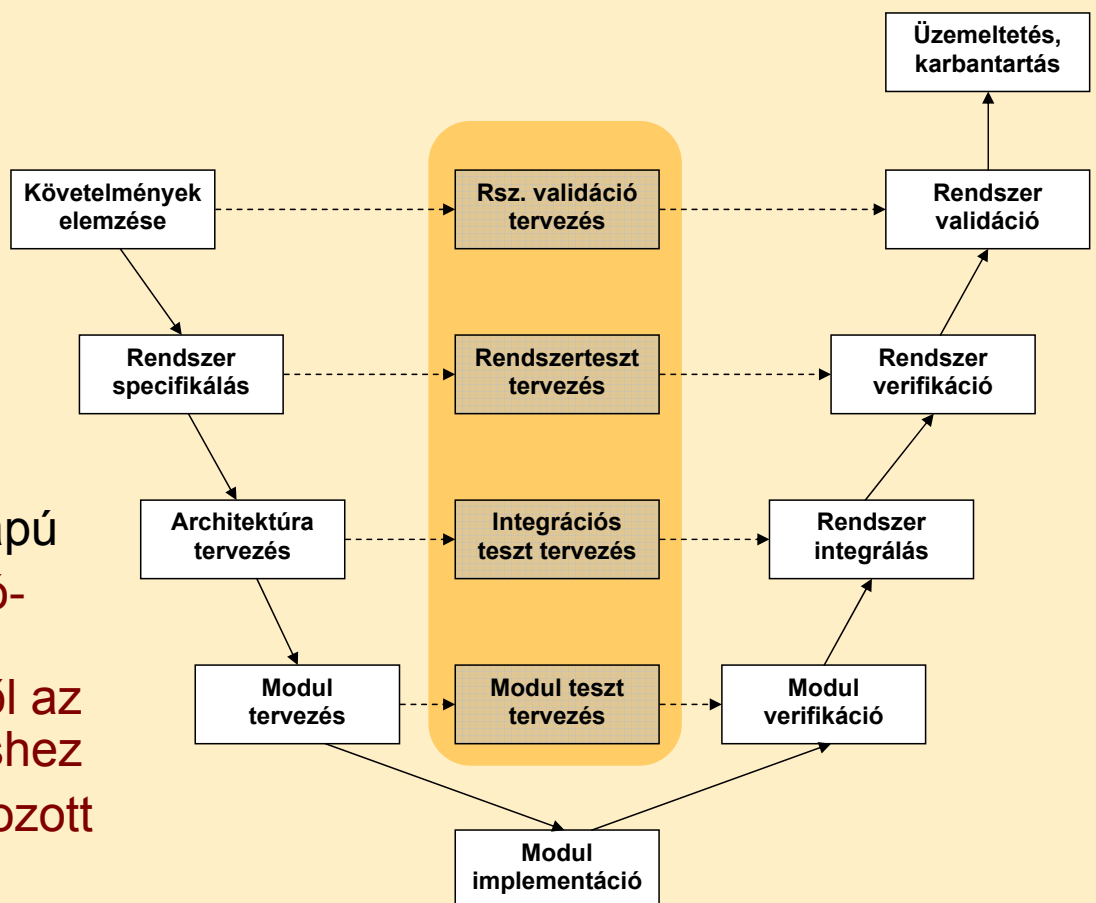 Üzemeltetés,
karbantartás
Követelmények
elemzése
Rsz. validáció
tervezés
Rendszer
validáció
Rendszer
specifikálás
Rendszerteszt
tervezés
Rendszer
verifikáció
Architektúra
tervezés
Integrációs
teszt tervezés
Rendszer
integrálás
Modul
tervezés
Modul teszt
tervezés
Modul
verifikáció
Modul
implementáció
az